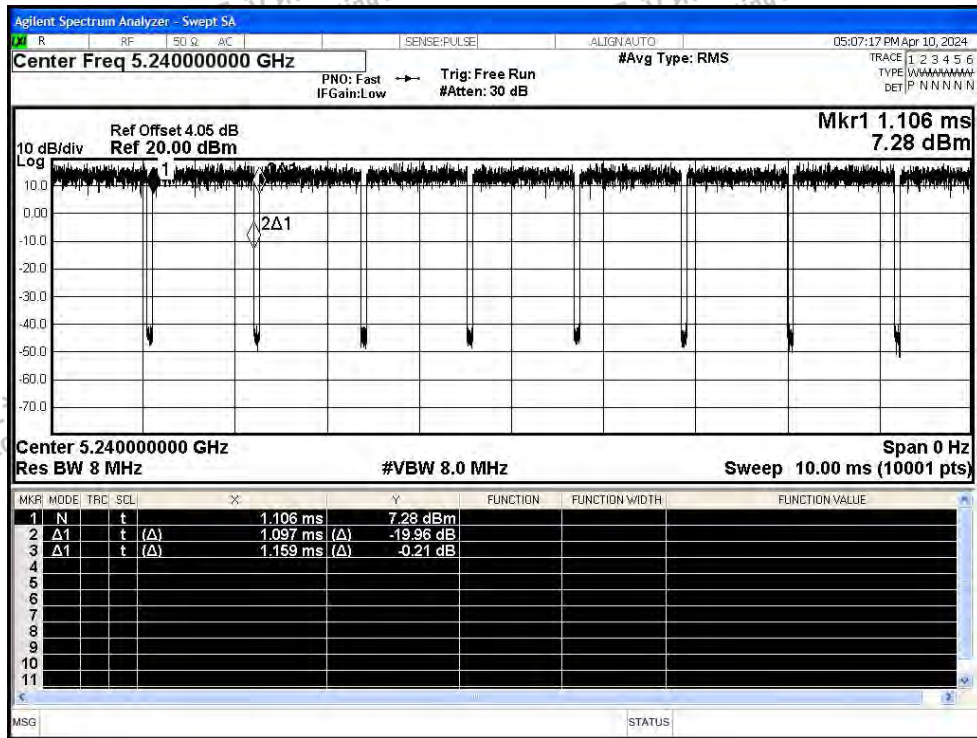 Agilent Spectrum Analyzer - Swept SA
LXI R RF 50 Ω AC SENSE:PULSE ALIGN AUTO 05:07:17 PM Apr 10, 2024
Center Freq 5.240000000 GHz
PNO: Fast
IFGain:Low
Trig: Free Run
#Atten: 30 dB
#Avg Type: RMS
TRACE 1 2 3 4 5 6
TYPE WWWWWW
DET P N N N N N
Mkr1 1.106 ms
7.28 dBm
Ref Offset 4.05 dB
10 dB/div Ref 20.00 dBm
Log
10.0
0.00
-10.0
-20.0
-30.0
-40.0
-50.0
-60.0
-70.0
1
3Δ1
2Δ1
Center 5.240000000 GHz Span 0 Hz
Res BW 8 MHz #VBW 8.0 MHz Sweep 10.00 ms (10001 pts)
MKR MODE TRC SCL X Y FUNCTION FUNCTION WIDTH FUNCTION VALUE
1 N t 1.106 ms 7.28 dBm
2 Δ1 t (Δ) 1.097 ms (Δ) -19.96 dB
3 Δ1 t (Δ) 1.159 ms (Δ) -0.21 dB
4
5
6
7
8
9
10
11
MSG STATUS